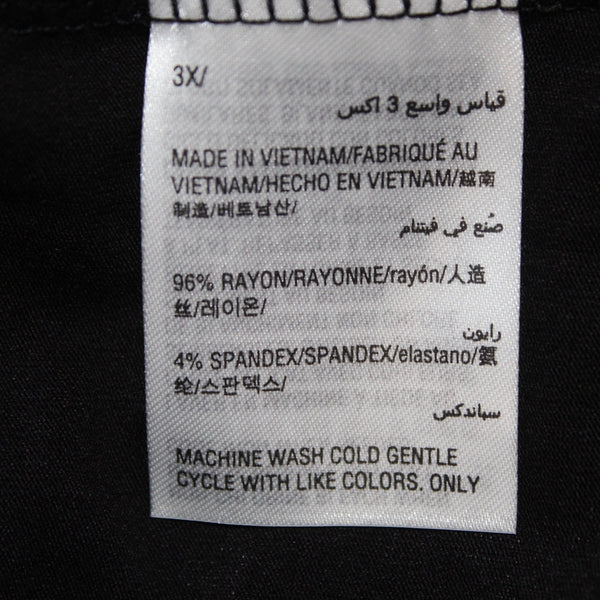 3X/
قياس واسع 3 اكس
MADE IN VIETNAM/FABRIQUÉ AU
VIETNAM/HECHO EN VIETNAM/越南
制造/베트남산/
صُنع في فيتنام
96% RAYON/RAYONNE/rayón/人造
丝/레이온/
رايون
4% SPANDEX/SPANDEX/elastano/氨
纶/스판덱스/
سباندكس
MACHINE WASH COLD GENTLE
CYCLE WITH LIKE COLORS. ONLY